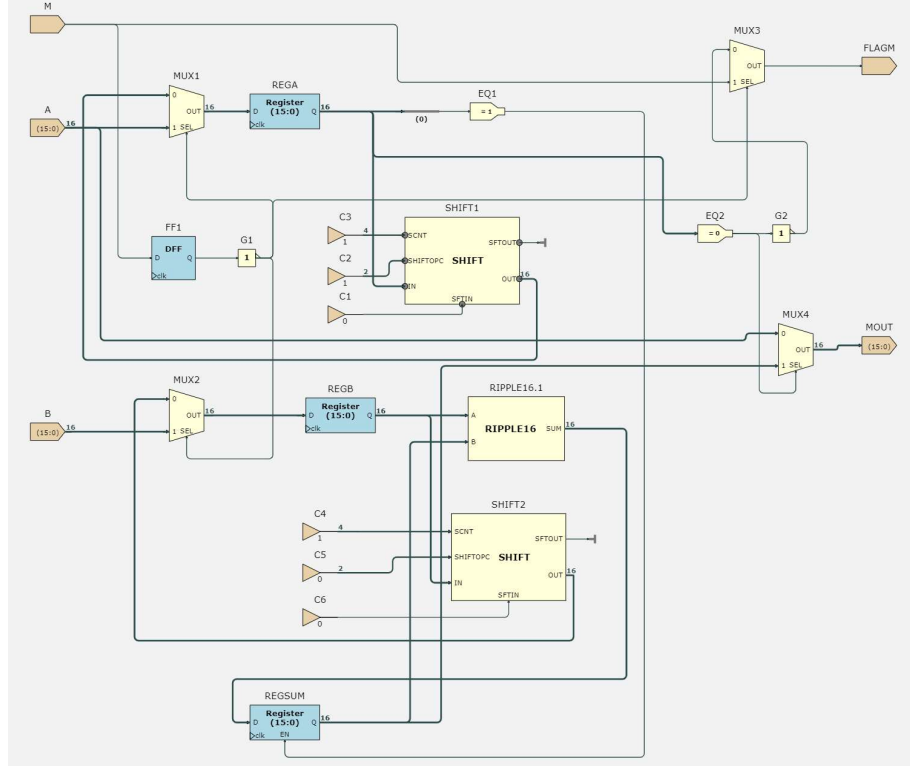 M
MUX3
FLAGM
0
OUT
1 SEL
MUX1
REGA
EQ1
A
(15:0)
16
0
OUT
16
1 SEL
Register
(15:0)
D
Q
16
clk
(0)
= 1
FF1
DFF
D
Q
clk
G1
1
C3
1
4
C2
1
2
C1
0
SHIFT1
SCNT
SHIFTOPC
SHIFT
IN
SFTOUT
OUT
16
SFTIN
EQ2
= 0
G2
1
MUX4
0
OUT
16
1 SEL
MOUT
(15:0)
MUX2
0
OUT
16
1 SEL
B
(15:0)
16
REGB
Register
(15:0)
D
Q
16
clk
RIPPLE16.1
A
RIPPLE16
B
SUM
16
SHIFT2
C4
1
4
C5
0
2
C6
0
SCNT
SHIFTOPC
SHIFT
IN
SFTOUT
OUT
16
SFTIN
REGSUM
Register
(15:0)
D
Q
16
clk
EN